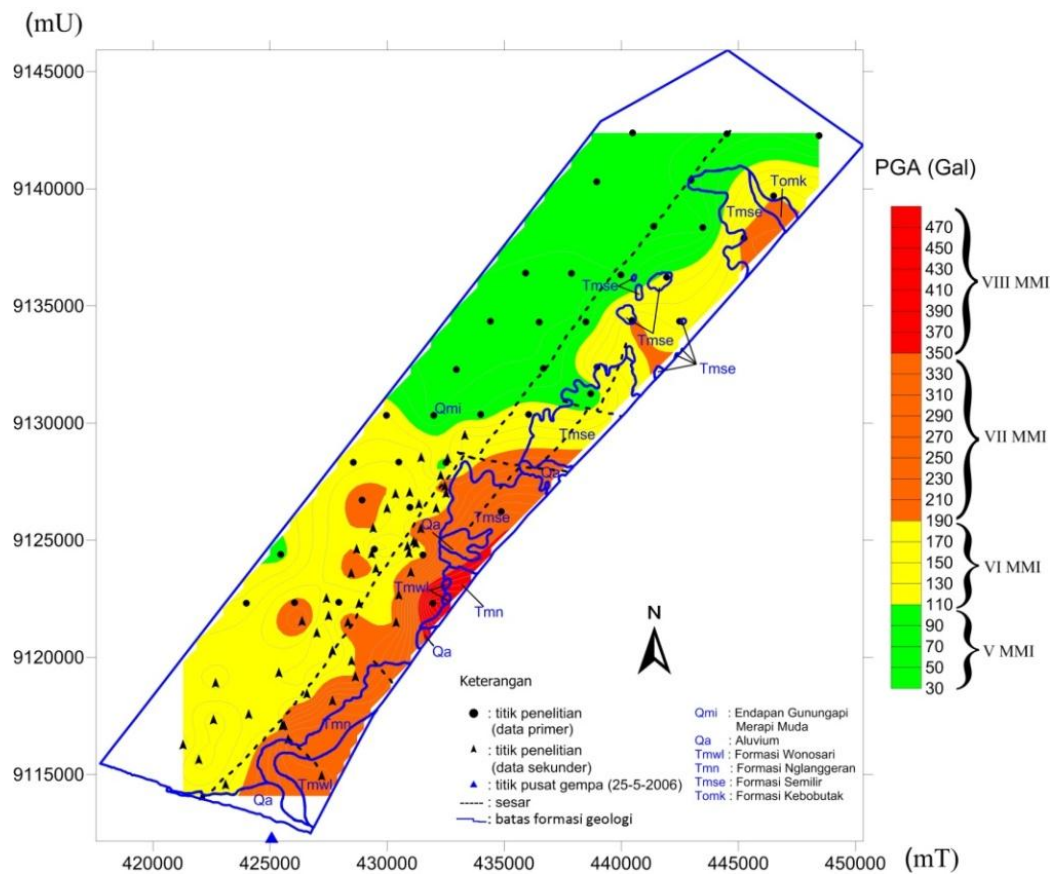 (mU)
9145000
9140000
9135000
9130000
9125000
9120000
9115000
420000
425000
430000
435000
440000
445000
450000
(mT)
Tomk
Tmse
Tmse
Tmse
Tmse
Qmi
Tmse
Qa
Tmse
Qa
Tmwl
Tmn
Qa
Tmn
Tmwl
Qa
N
PGA (Gal)
470
450
430
410
390
370
350
330
310
290
270
250
230
210
190
170
150
130
110
90
70
50
30
VIII MMI
VII MMI
VI MMI
V MMI
Keterangan
: titik penelitian
(data primer)
: titik penelitian
(data sekunder)
: titik pusat gempa (25-5-2006)
: sesar
: batas formasi geologi
Qmi : Endapan Gunungapi
Merapi Muda
Qa : Aluvium
Tmwl : Formasi Wonosari
Tmn : Formasi Nglanggeran
Tmse : Formasi Semilir
Tomk : Formasi Kebobutak